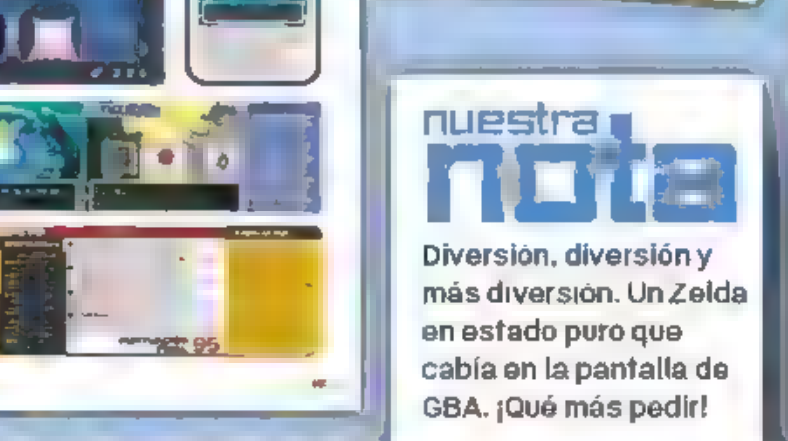 nuestra
nota
Diversión, diversión y
más diversión. Un Zelda
en estado puro que
cabía en la pantalla de
GBA. ¡Qué más pedir!